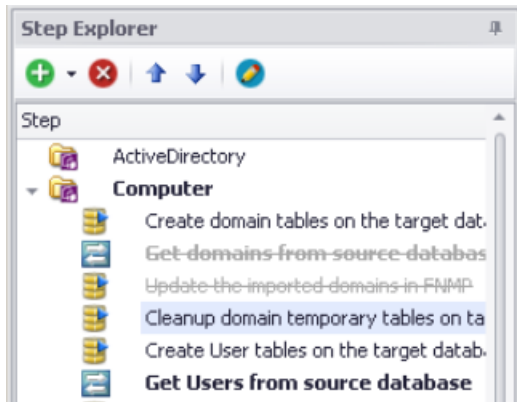 Step Explorer
Step
ActiveDirectory
Computer
Create domain tables on the target dat
Get domains from source databas
Update the imported domains in FNMP
Cleanup domain temporary tables on ta
Create User tables on the target datab
Get Users from source database